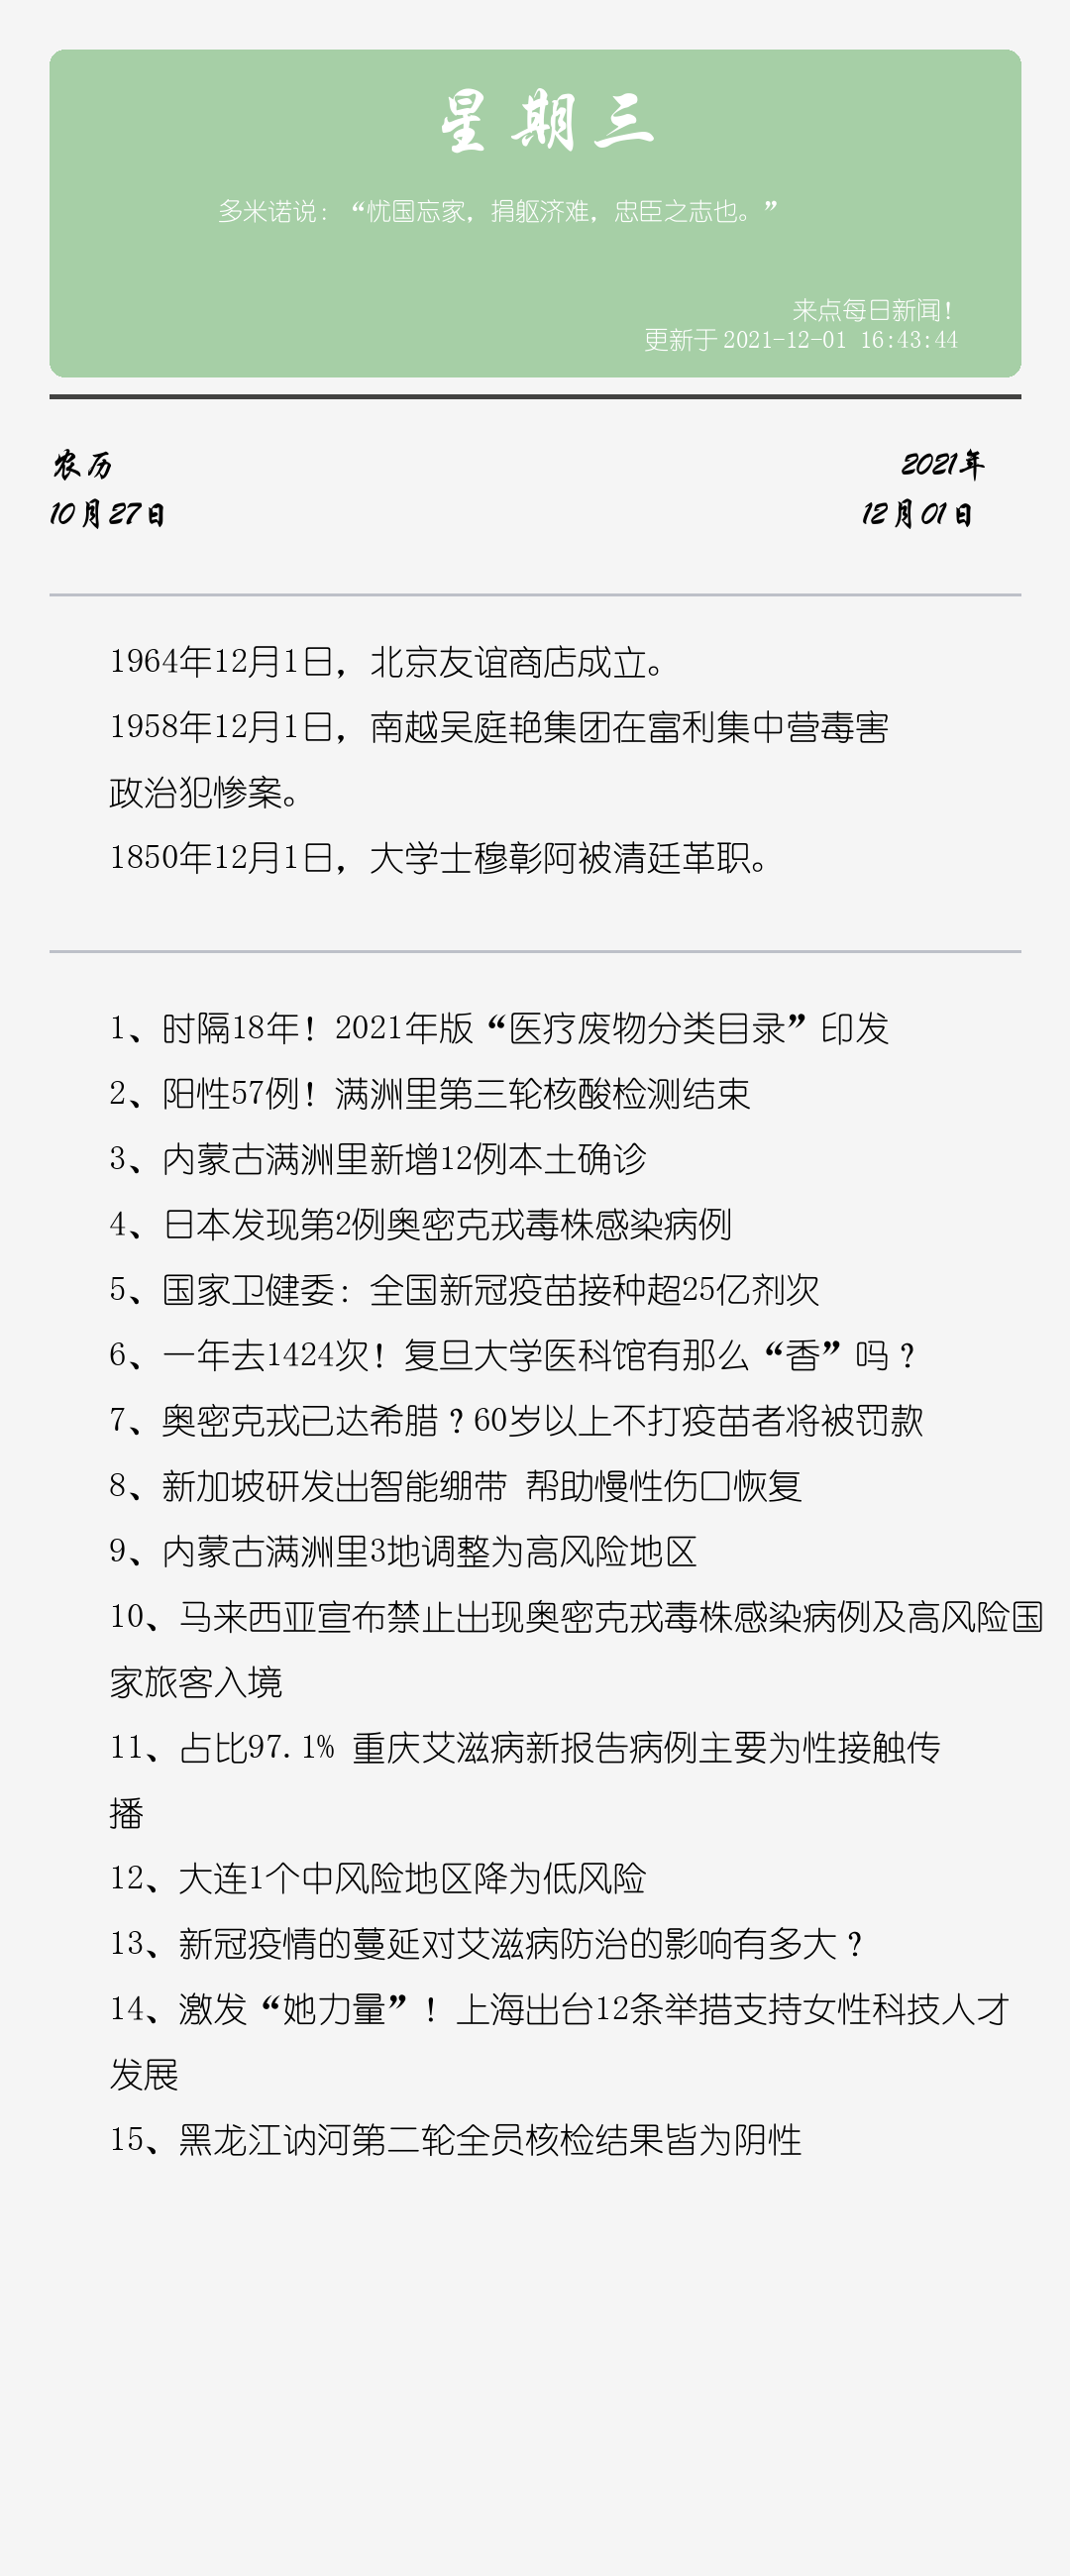 星期三
多米诺说：“忧国忘家，捐躯济难，忠臣之志也。”
来点每日新闻！
更新于2021-12-01 16:43:44
农历
2021年
10月27日
12月01日
1964年12月1日，北京友谊商店成立。
1958年12月1日，南越吴庭艳集团在富利集中营毒害
政治犯惨案。
1850年12月1日，大学士穆彰阿被清廷革职。
1、时隔18年！2021年版“医疗废物分类目录”印发
2、阳性57例！满洲里第三轮核酸检测结束
3、内蒙古满洲里新增12例本土确诊
4、日本发现第2例奥密克戎毒株感染病例
5、国家卫健委：全国新冠疫苗接种超25亿剂次
6、一年去1424次！复旦大学医科馆有那么“香”吗？
7、奥密克戎已达希腊？60岁以上不打疫苗者将被罚款
8、新加坡研发出智能绷带 帮助慢性伤口恢复
9、内蒙古满洲里3地调整为高风险地区
10、马来西亚宣布禁止出现奥密克戎毒株感染病例及高风险国
家旅客入境
11、占比97.1% 重庆艾滋病新报告病例主要为性接触传
播
12、大连1个中风险地区降为低风险
13、新冠疫情的蔓延对艾滋病防治的影响有多大？
14、激发“她力量”！上海出台12条举措支持女性科技人才
发展
15、黑龙江讷河第二轮全员核检结果皆为阴性